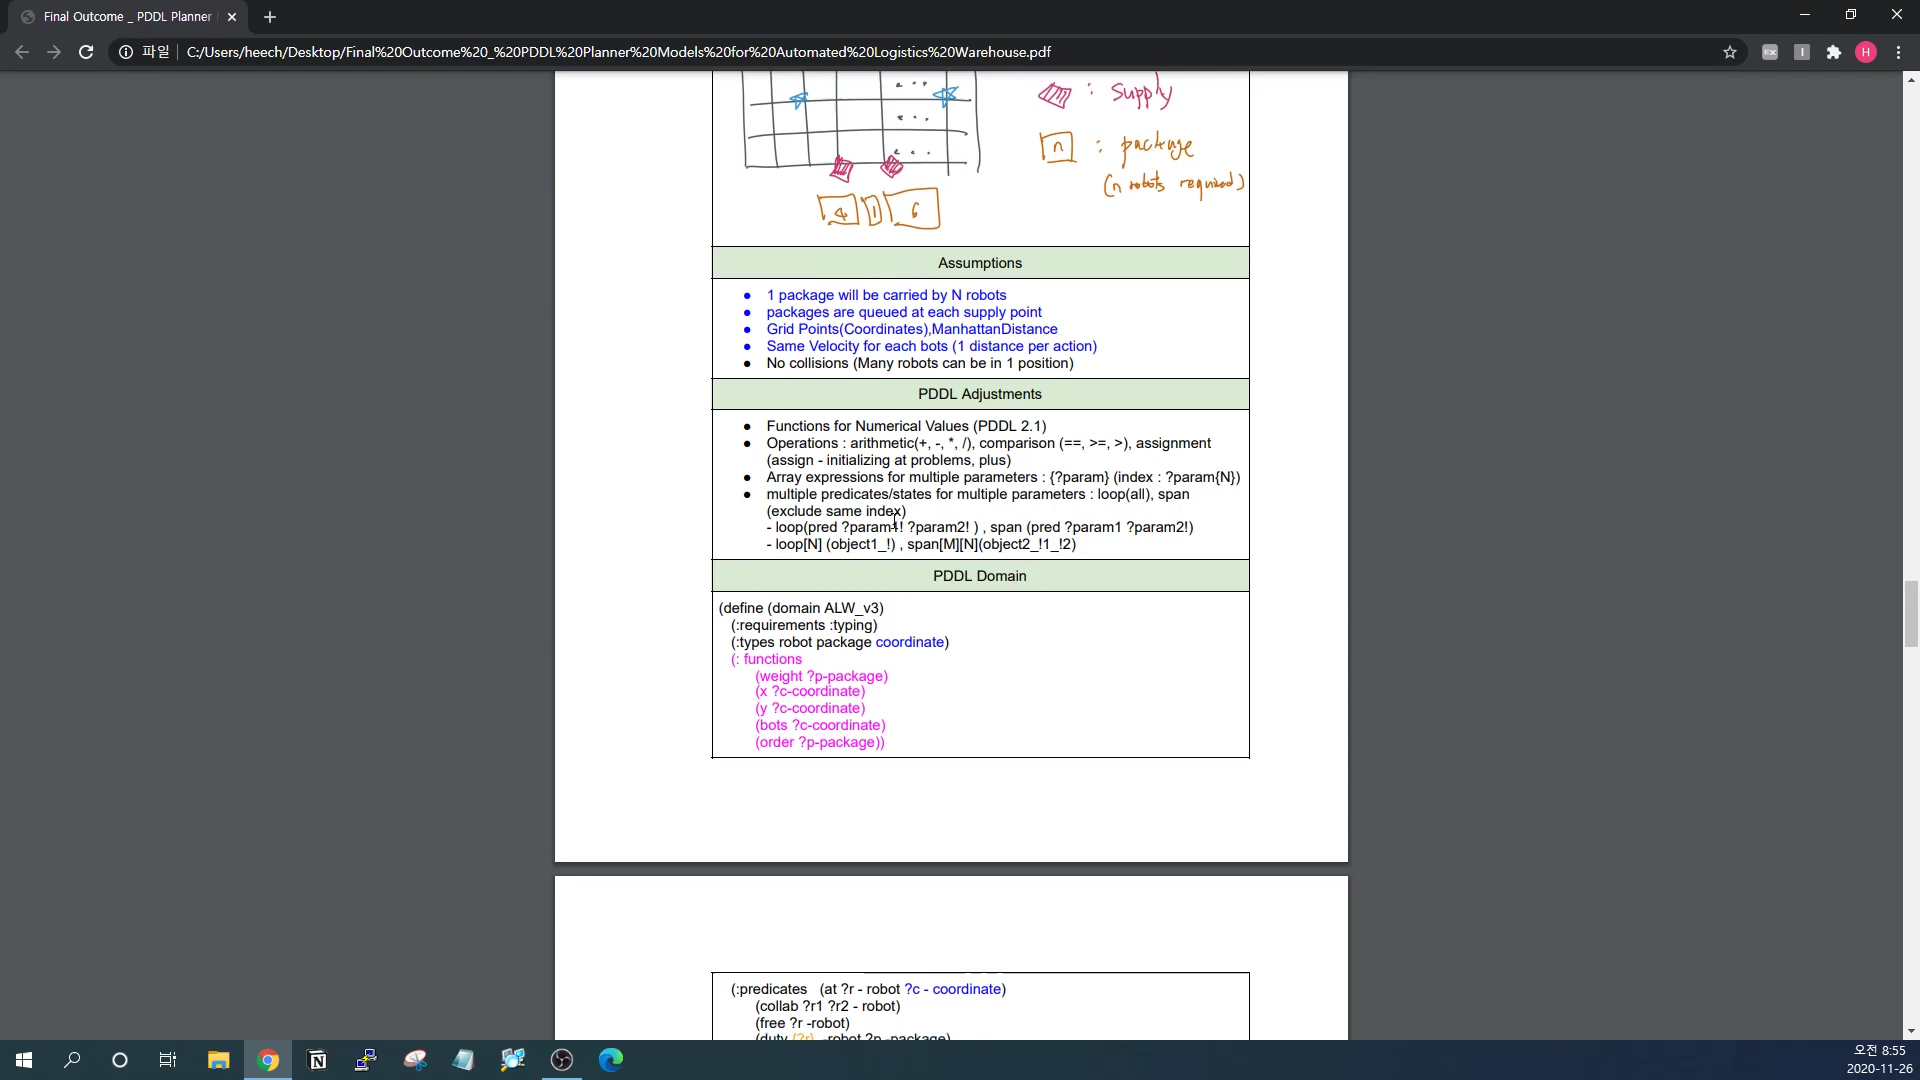 Final Outcome _ PDDL Planner
파일
C:/Users/heech/Desktop/Final%20Outcome%20_%20PDDL%20Planner%20Models%20for%20Automated%20Logistics%20Warehouse.pdf
EX
I
H
: Supply
n : package
(n robots required)
4 1 6
Assumptions
● 1 package will be carried by N robots
● packages are queued at each supply point
● Grid Points(Coordinates),ManhattanDistance
● Same Velocity for each bots (1 distance per action)
● No collisions (Many robots can be in 1 position)
PDDL Adjustments
● Functions for Numerical Values (PDDL 2.1)
● Operations : arithmetic(+, -, *, /), comparison (==, >=, >), assignment
(assign - initializing at problems, plus)
● Array expressions for multiple parameters : {?param} (index : ?param{N})
● multiple predicates/states for multiple parameters : loop(all), span
(exclude same index)
- loop(pred ?param1! ?param2! ) , span (pred ?param1 ?param2!)
- loop[N] (object1_!) , span[M][N](object2_!1_!2)
PDDL Domain
(define (domain ALW_v3)
(:requirements :typing)
(:types robot package coordinate)
(: functions
(weight ?p-package)
(x ?c-coordinate)
(y ?c-coordinate)
(bots ?c-coordinate)
(order ?p-package))
(:predicates (at ?r - robot ?c - coordinate)
(collab ?r1 ?r2 - robot)
(free ?r -robot)
(duty {?r} -robot ?p -package)
오전 8:55
2020-11-26